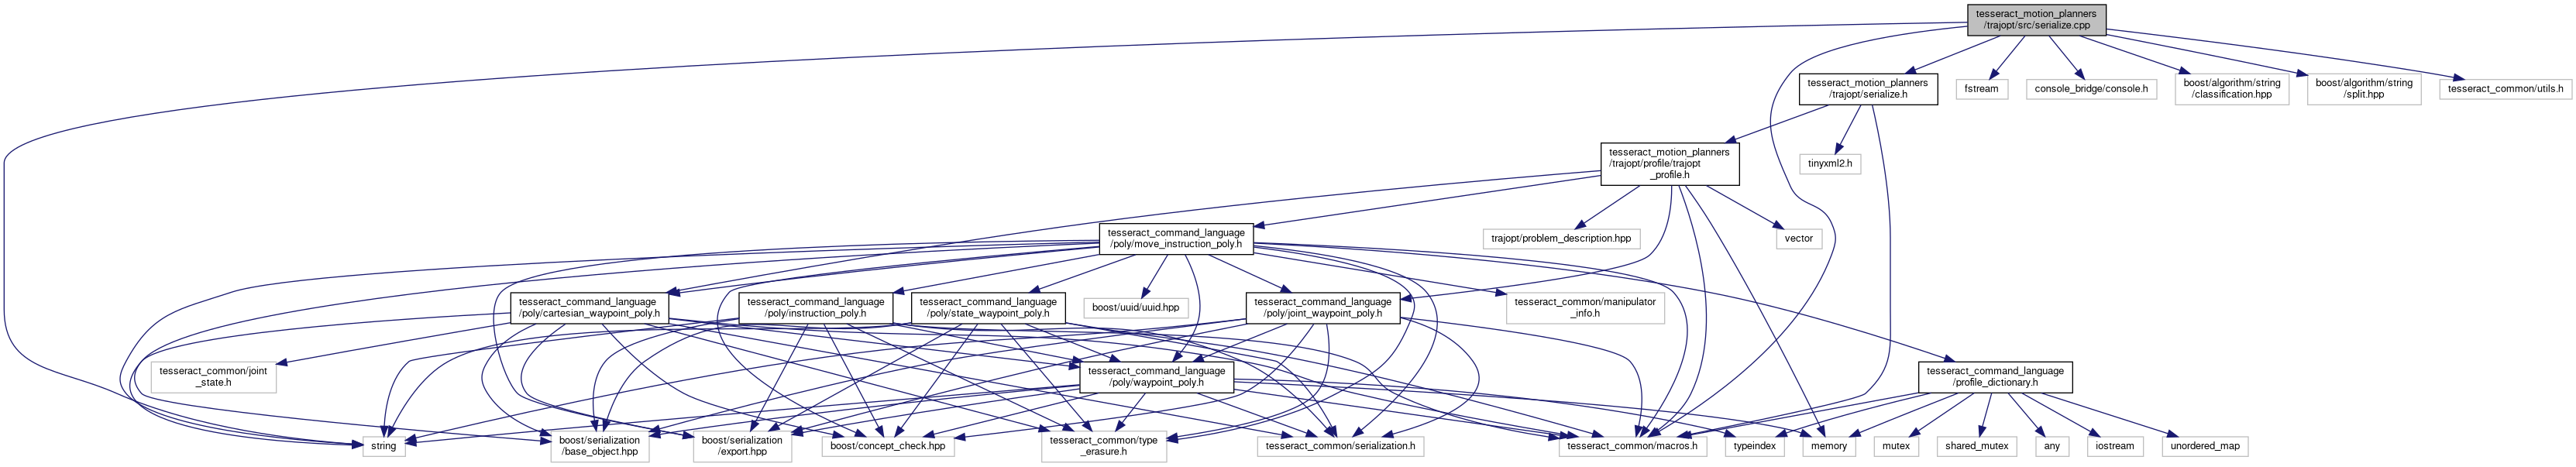 tesseract_motion_planners
/trajopt/src/serialize.cpp
tesseract_motion_planners
/trajopt/serialize.h
fstream
console_bridge/console.h
boost/algorithm/string
/classification.hpp
boost/algorithm/string
/split.hpp
tesseract_common/utils.h
tesseract_motion_planners
/trajopt/profile/trajopt
_profile.h
tinyxml2.h
tesseract_command_language
/poly/move_instruction_poly.h
trajopt/problem_description.hpp
vector
tesseract_command_language
/poly/cartesian_waypoint_poly.h
tesseract_command_language
/poly/instruction_poly.h
tesseract_command_language
/poly/state_waypoint_poly.h
boost/uuid/uuid.hpp
tesseract_command_language
/poly/joint_waypoint_poly.h
tesseract_common/manipulator
_info.h
tesseract_common/joint
_state.h
tesseract_command_language
/poly/waypoint_poly.h
tesseract_command_language
/profile_dictionary.h
string
boost/serialization
/base_object.hpp
boost/serialization
/export.hpp
boost/concept_check.hpp
tesseract_common/type
_erasure.h
tesseract_common/serialization.h
tesseract_common/macros.h
typeindex
memory
mutex
shared_mutex
any
iostream
unordered_map